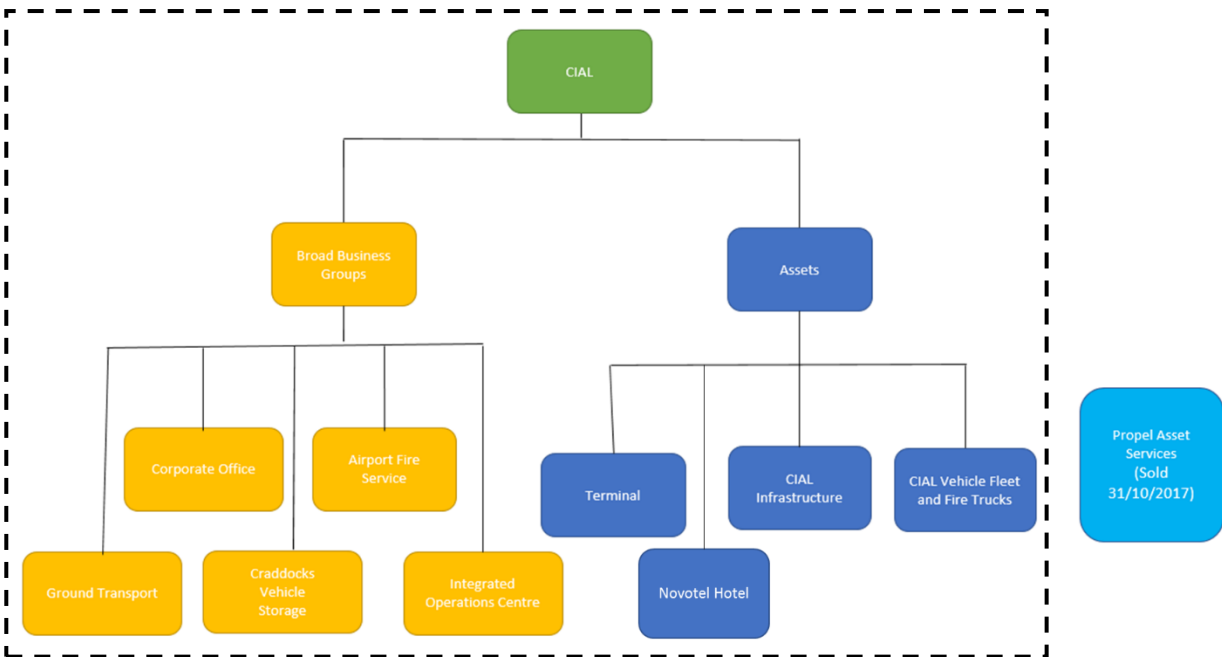 CIAL
Broad Business
Groups
Assets
Corporate Office
Airport Fire
Service
Terminal
CIAL
Infrastructure
CIAL Vehicle Fleet
and Fire Trucks
Propel Asset
Services
(Sold
31/10/2017)
Ground Transport
Craddocks
Vehicle
Storage
Integrated
Operations Centre
Novotel Hotel